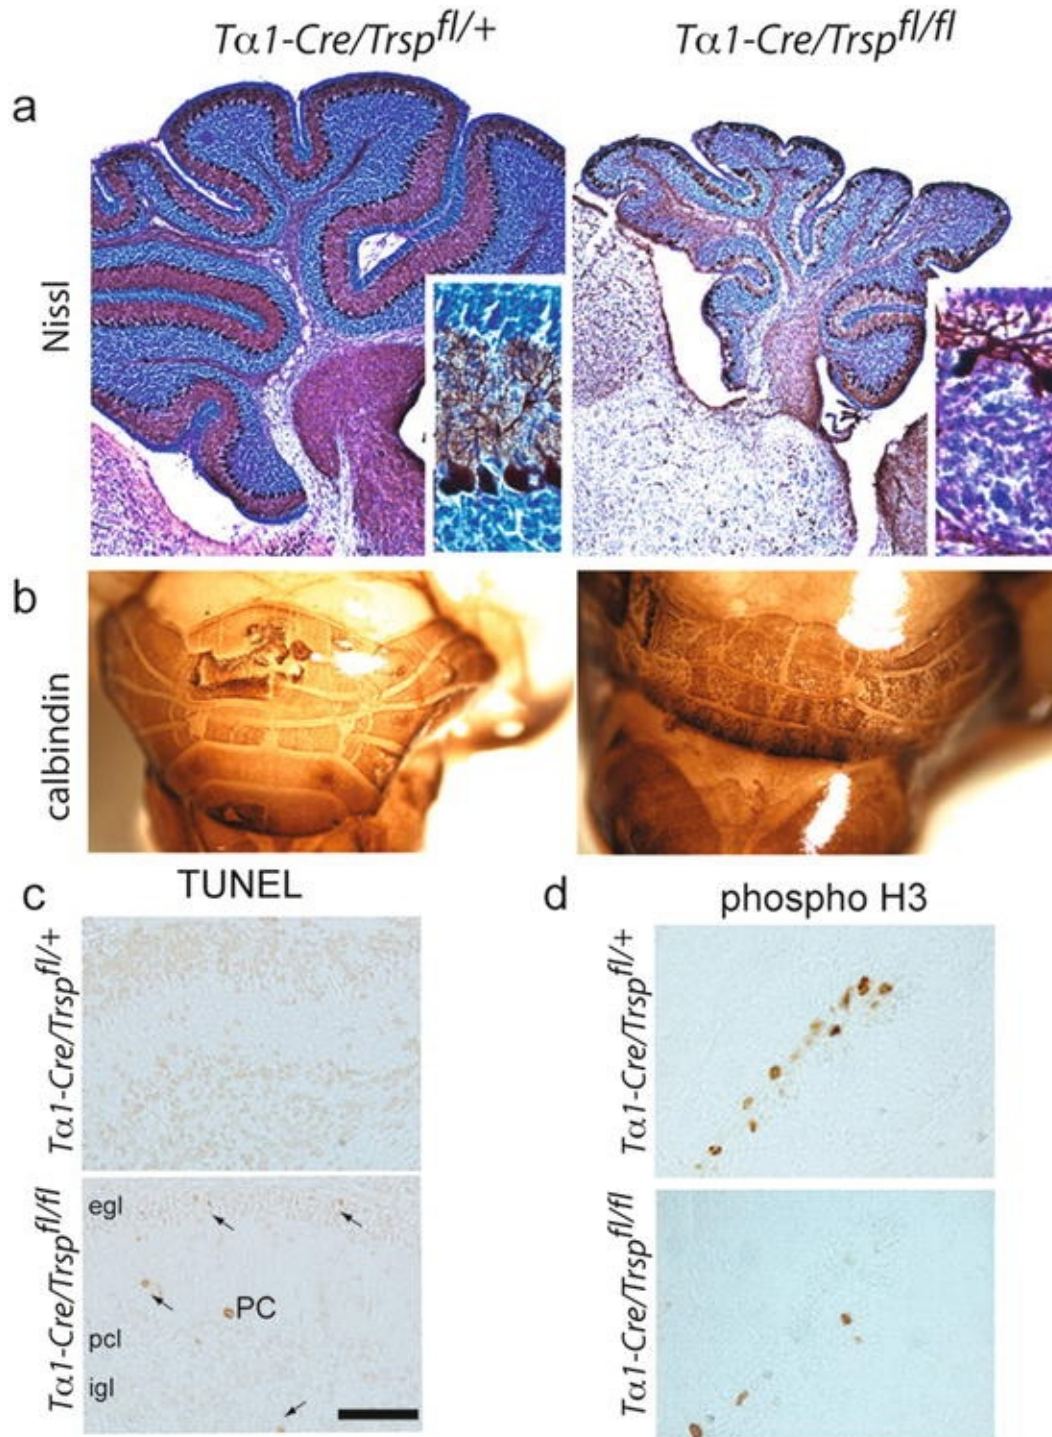 Tα1-Cre/Trsp^fl/+
Tα1-Cre/Trsp^fl/fl
a
Nissl
b
calbindin
c
TUNEL
d
phospho H3
Tα1-Cre/Trsp^fl/+
Tα1-Cre/Trsp^fl/+
Tα1-Cre/Trsp^fl/fl
egl
PC
pcl
igl
Tα1-Cre/Trsp^fl/fl